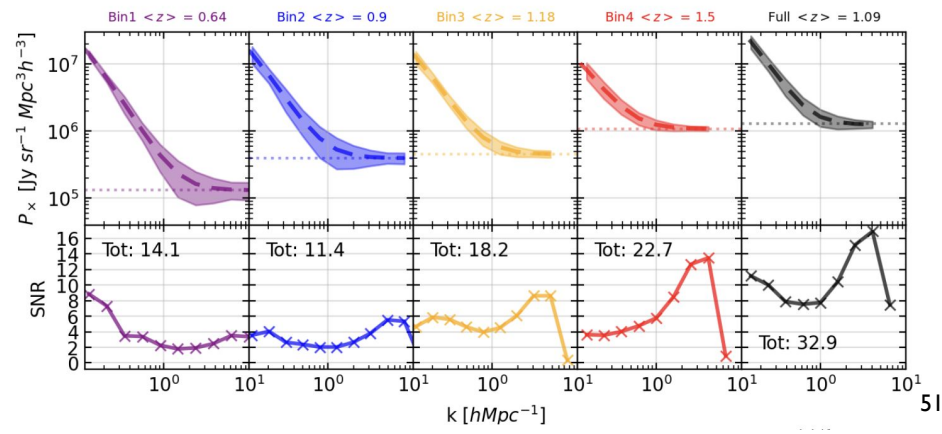 Bin1 <z> = 0.64 Bin2 <z> = 0.9 Bin3 <z> = 1.18 Bin4 <z> = 1.5 Full <z> = 1.09
P× [Jy sr⁻¹ Mpc³h⁻³]
10⁷
10⁶
10⁵
SNR
16
14
12
10
8
6
4
2
0
Tot: 14.1 Tot: 11.4 Tot: 18.2 Tot: 22.7
Tot: 32.9
10⁰ 10¹ 10⁰ 10¹ 10⁰ 10¹ 10⁰ 10¹ 10⁰ 10¹
k [hMpc⁻¹]
51